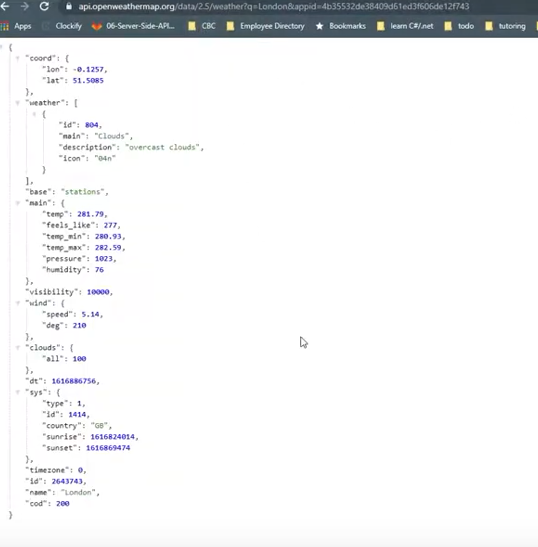 api.openweathermap.org/data/2.5/weather?q=London&appid=4b35532de38409d61ed3f606de12f743
Apps Clockify 06-Server-Side-API... CBC Employee Directory Bookmarks learn C#/.net todo tutoring
{
"coord": {
"lon": -0.1257,
"lat": 51.5085
},
"weather": [
{
"id": 804,
"main": "Clouds",
"description": "overcast clouds",
"icon": "04n"
}
],
"base": "stations",
"main": {
"temp": 281.79,
"feels_like": 277,
"temp_min": 280.93,
"temp_max": 282.59,
"pressure": 1023,
"humidity": 76
},
"visibility": 10000,
"wind": {
"speed": 5.14,
"deg": 210
},
"clouds": {
"all": 100
},
"dt": 1616886756,
"sys": {
"type": 1,
"id": 1414,
"country": "GB",
"sunrise": 1616824014,
"sunset": 1616869474
},
"timezone": 0,
"id": 2643743,
"name": "London",
"cod": 200
}